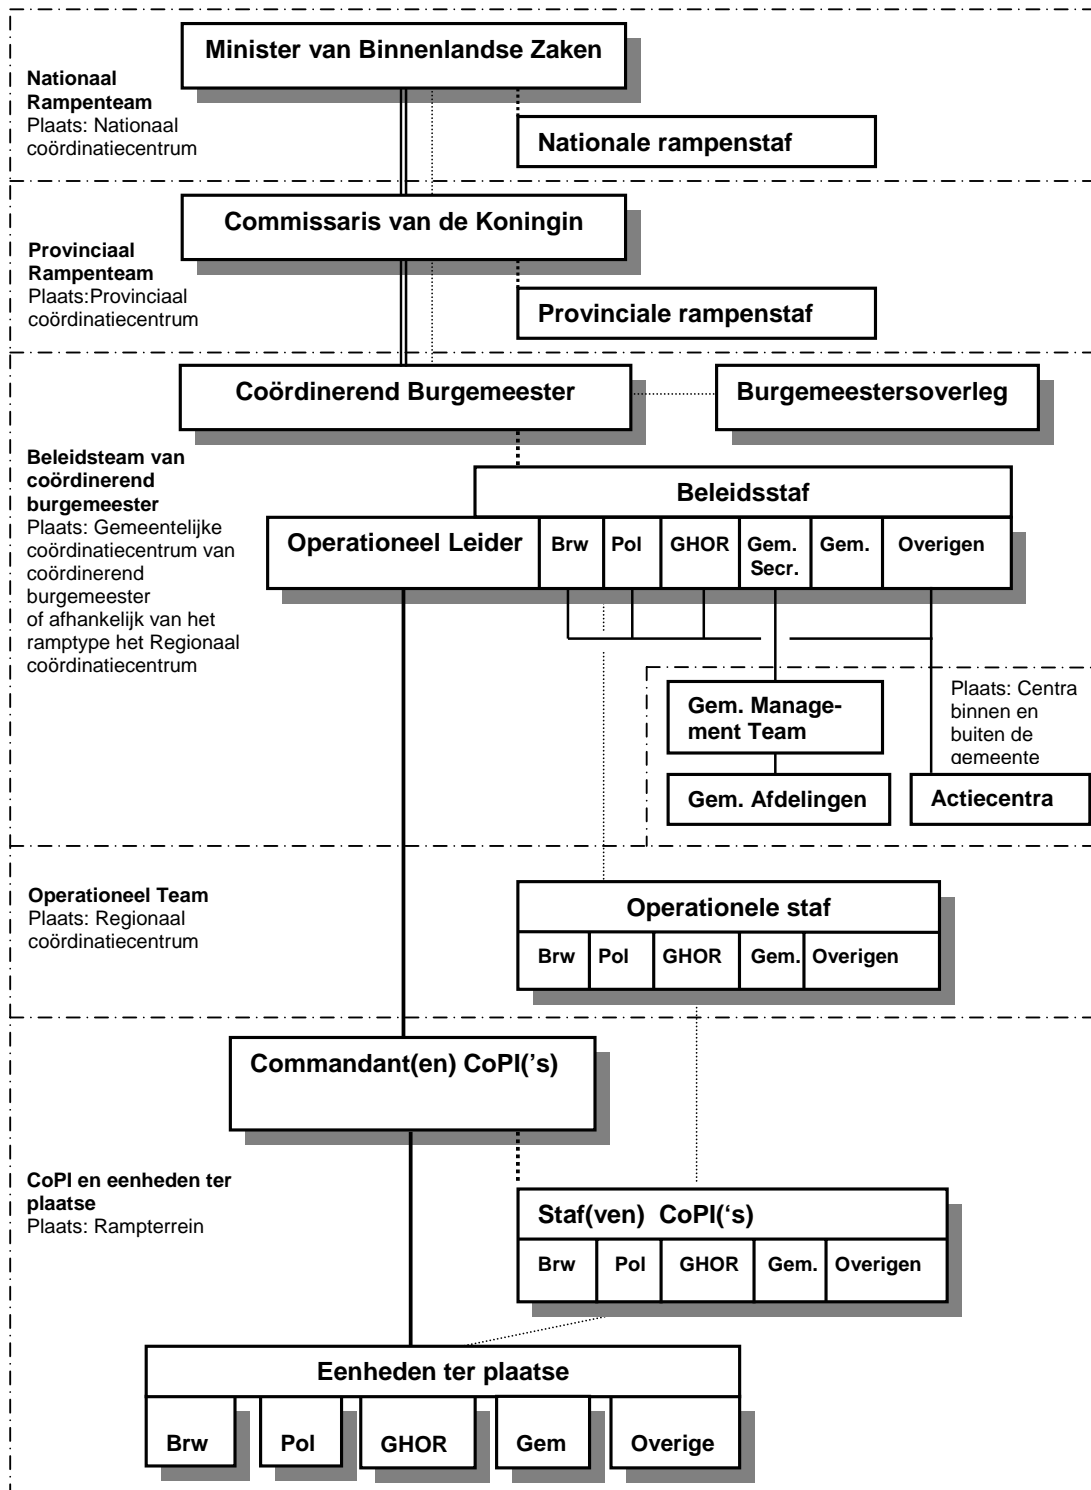 Minister van Binnenlandse Zaken
Nationaal
Rampenteam
Plaats: Nationaal
coördinatiecentrum
Nationale rampenstaf
Commissaris van de Koningin
Provinciaal
Rampenteam
Plaats:Provinciaal
coördinatiecentrum
Provinciale rampenstaf
Coördinerend Burgemeester
Burgemeestersoverleg
Beleidsteam van
coördinerend
burgemeester
Plaats: Gemeentelijke
coördinatiecentrum van
coördinerend
burgemeester
of afhankelijk van het
ramptype het Regionaal
coördinatiecentrum
Beleidsstaf
Operationeel Leider
Brw
Pol
GHOR
Gem.
Secr.
Gem.
Overigen
Gem. Manage-
ment Team
Plaats: Centra
binnen en
buiten de
gemeente
Gem. Afdelingen
Actiecentra
Operationeel Team
Plaats: Regionaal
coördinatiecentrum
Operationele staf
Brw
Pol
GHOR
Gem.
Overigen
Commandant(en) CoPI('s)
CoPI en eenheden ter
plaatse
Plaats: Rampterrein
Staf(ven) CoPI('s)
Brw
Pol
GHOR
Gem.
Overigen
Eenheden ter plaatse
Brw
Pol
GHOR
Gem
Overige